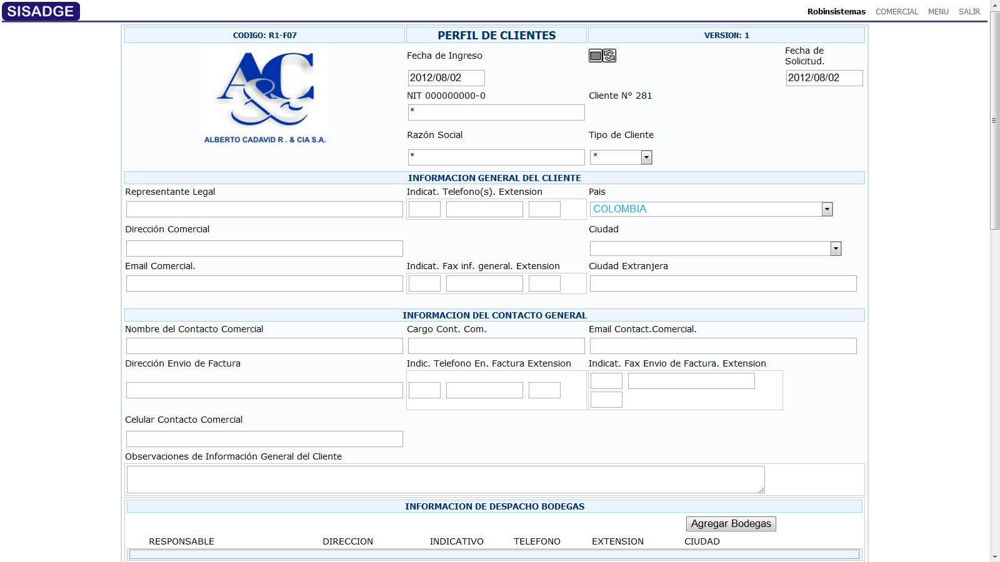 SISADGE
Robinsistemas COMERCIAL MENU SALIR
CODIGO: R1-F07 PERFIL DE CLIENTES VERSION: 1
A&C
ALBERTO CADAVID R . & CIA S.A.
Fecha de Ingreso
Fecha de Solicitud.
2012/08/02
2012/08/02
NIT 000000000-0 Cliente N° 281
*
Razón Social Tipo de Cliente
* *
INFORMACION GENERAL DEL CLIENTE
Representante Legal Indicat. Telefono(s). Extension Pais
COLOMBIA
Dirección Comercial Ciudad
Email Comercial. Indicat. Fax inf. general. Extension Ciudad Extranjera
INFORMACION DEL CONTACTO GENERAL
Nombre del Contacto Comercial Cargo Cont. Com. Email Contact.Comercial.
Dirección Envio de Factura Indic. Telefono En. Factura Extension Indicat. Fax Envio de Factura. Extension
Celular Contacto Comercial
Observaciones de Información General del Cliente
INFORMACION DE DESPACHO BODEGAS
Agregar Bodegas
RESPONSABLE DIRECCION INDICATIVO TELEFONO EXTENSION CIUDAD